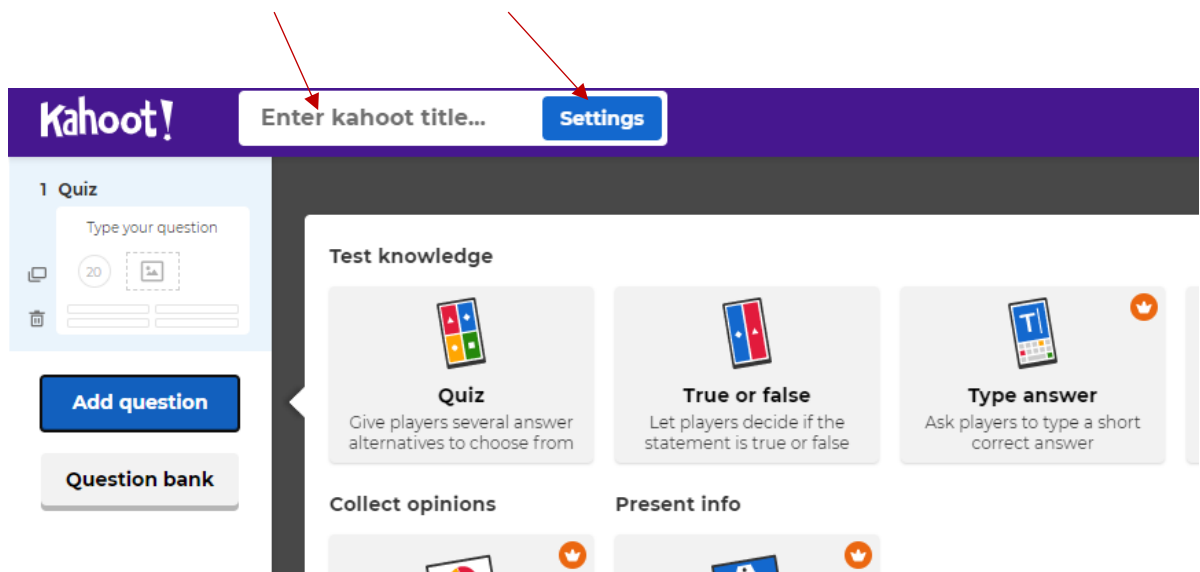 Kahoot!
Enter kahoot title...
Settings
1 Quiz
Type your question
20
Add question
Question bank
Test knowledge
Quiz
Give players several answer
alternatives to choose from
True or false
Let players decide if the
statement is true or false
T
Type answer
Ask players to type a short
correct answer
Collect opinions
Present info